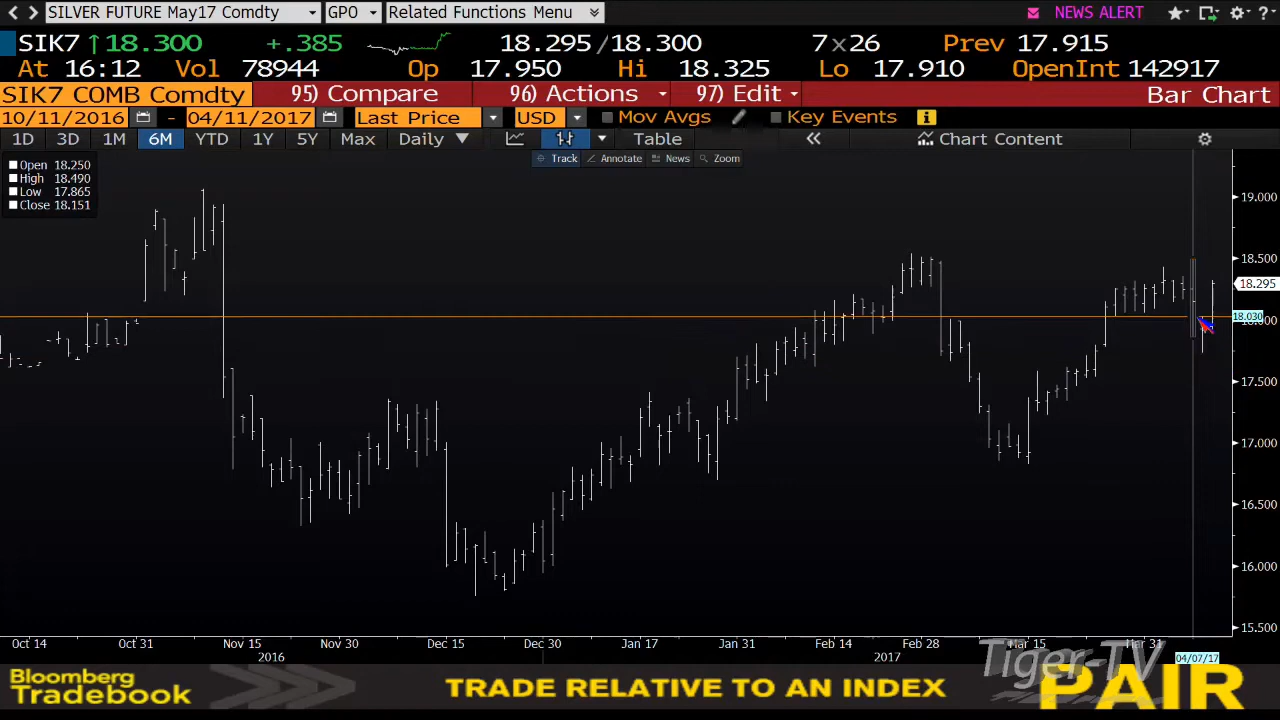 SILVER FUTURE May17 Comdty GPO Related Functions Menu NEWS ALERT ?
SIK7 ↑18.300 +.385 18.295/18.300 7x26 Prev 17.915
At 16:12 Vol 78944 Op 17.950 Hi 18.325 Lo 17.910 OpenInt 142917
SIK7 COMB Comdty 95) Compare 96) Actions 97) Edit Bar Chart
10/11/2016 - 04/11/2017 Last Price USD Mov Avgs Key Events i
1D 3D 1M 6M YTD 1Y 5Y Max Daily Table Chart Content
Track Annotate News Zoom
Open 18.250
High 18.490
Low 17.865
Close 18.151
19.000
18.500
18.295
18.030
17.500
17.000
16.500
16.000
15.500
Oct 14 Oct 31 Nov 15 Nov 30 Dec 15 Dec 30 Jan 17 Jan 31 Feb 14 Feb 28 Mar 15 Mar 31
2016 2017 04/07/17
Tiger-TV
Bloomberg
Tradebook
TRADE RELATIVE TO AN INDEX PAIR